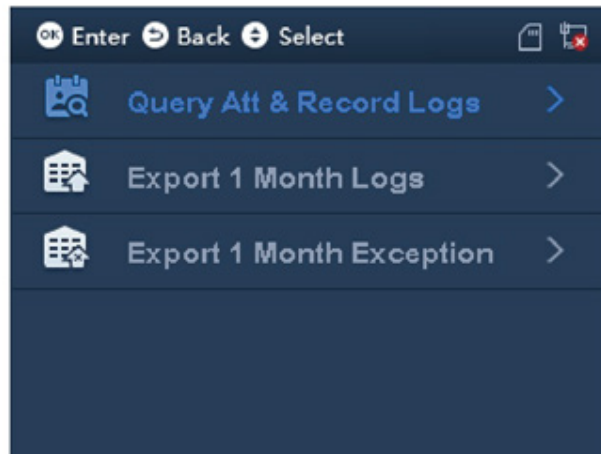 OK Enter Back Select
Query Att & Record Logs
Export 1 Month Logs
Export 1 Month Exception